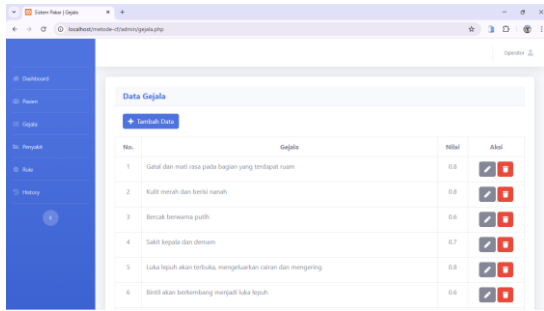 Sistem Pakar | Gejala
localhost/metode-cf/admin/gejala.php
Operator
Dashboard
Pasien
Gejala
Penyakit
Rule
History
Data Gejala
+ Tambah Data
No. Gejala Nilai Aksi
1 Gatal dan mati rasa pada bagian yang terdapat ruam 0.8
2 Kulit merah dan berisi nanah 0.8
3 Bercak berwarna putih 0.6
4 Sakit kepala dan demam 0.7
5 Luka lepuh akan terbuka, mengeluarkan cairan dan mengering 0.8
6 Bintil akan berkembang menjadi luka lepuh 0.6